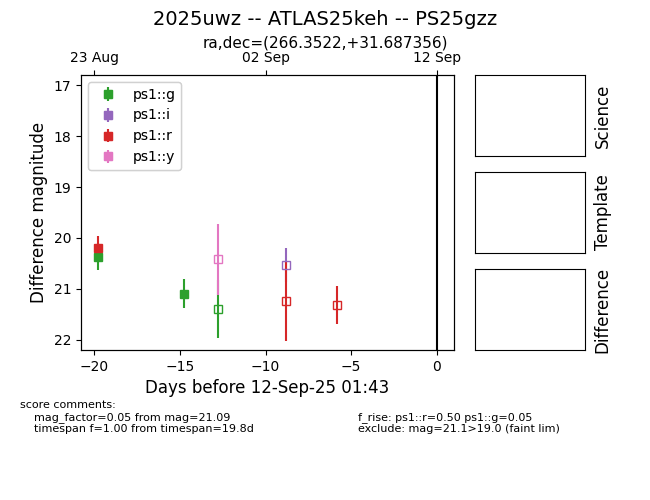 2025uwz -- ATLAS25keh -- PS25gzz
ra,dec=(266.3522,+31.687356)
23 Aug
02 Sep
12 Sep
17
18
19
20
21
22
Difference magnitude
ps1::g
ps1::i
ps1::r
ps1::y
−20
−15
−10
−5
0
Days before 12-Sep-25 01:43
Science
Template
Difference
score comments:
mag_factor=0.05 from mag=21.09
timespan f=1.00 from timespan=19.8d
f_rise: ps1::r=0.50 ps1::g=0.05
exclude: mag=21.1>19.0 (faint lim)